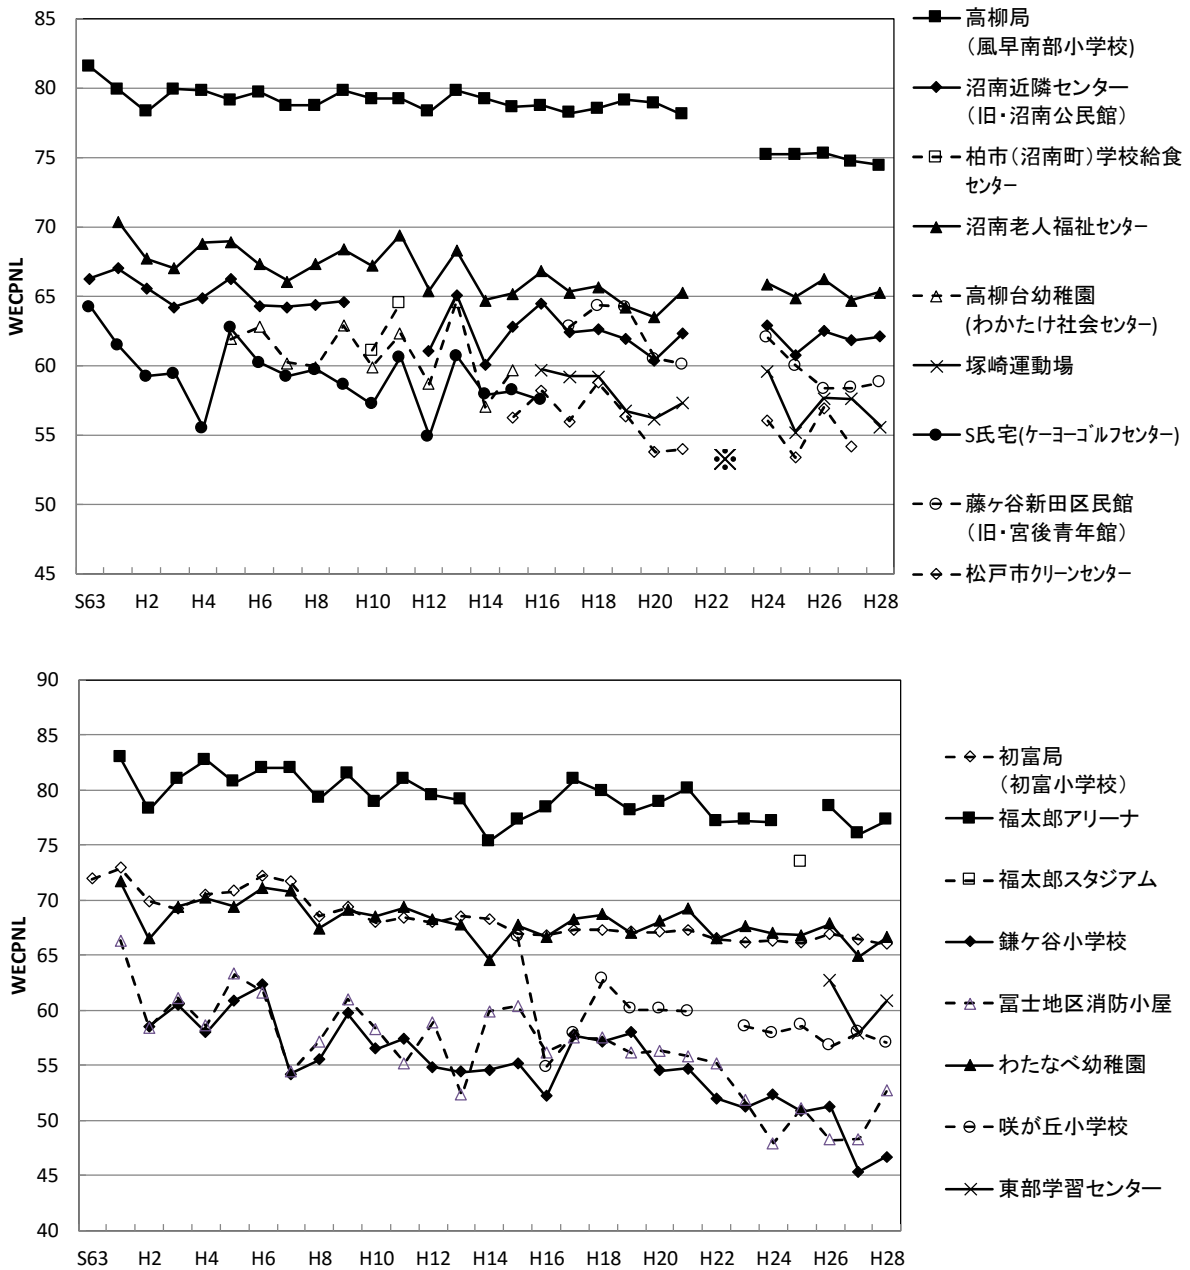 85
80
75
70
65
60
55
50
45
WECPNL
S63 H2 H4 H6 H8 H10 H12 H14 H16 H18 H20 H22 H24 H26 H28
※
高柳局
（風早南部小学校)
沼南近隣センター
（旧・沼南公民館）
柏市（沼南町）学校給食
センター
沼南老人福祉センター
高柳台幼稚園
(わかたけ社会センター)
塚崎運動場
S氏宅(ケーヨーゴルフセンター)
藤ヶ谷新田区民館
（旧・宮後青年館）
松戸市クリーンセンター
90
85
80
75
70
65
60
55
50
45
40
WECPNL
S63 H2 H4 H6 H8 H10 H12 H14 H16 H18 H20 H22 H24 H26 H28
初富局
（初富小学校）
福太郎アリーナ
福太郎スタジアム
鎌ケ谷小学校
冨士地区消防小屋
わたなべ幼稚園
咲が丘小学校
東部学習センター